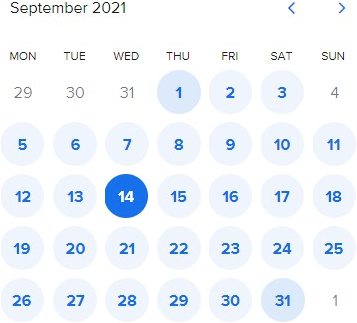 September 2021
MON TUE WED THU FRI SAT SUN
29 30 31 1 2 3 4
5 6 7 8 9 10 11
12 13 14 15 16 17 18
19 20 21 22 23 24 25
26 27 28 29 30 31 1